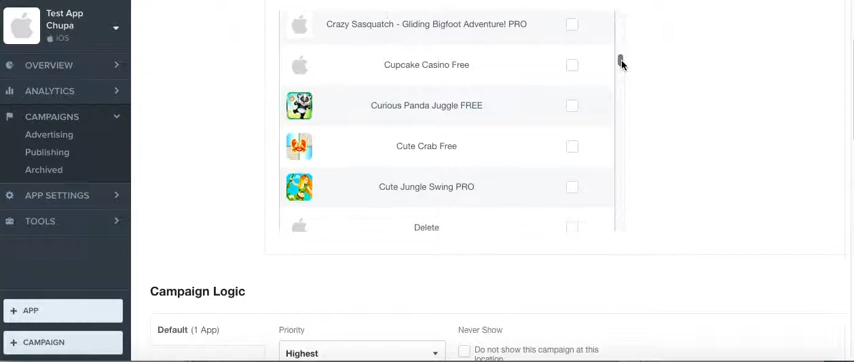 Test App
Chupa
iOS
OVERVIEW
ANALYTICS
CAMPAIGNS
Advertising
Publishing
Archived
APP SETTINGS
TOOLS
+ APP
+ CAMPAIGN
Crazy Sasquatch - Gliding Bigfoot Adventure! PRO
Cupcake Casino Free
Curious Panda Juggle FREE
Cute Crab Free
Cute Jungle Swing PRO
Delete
Campaign Logic
Default (1 App)
Priority
Highest
Never Show
Do not show this campaign at this
location